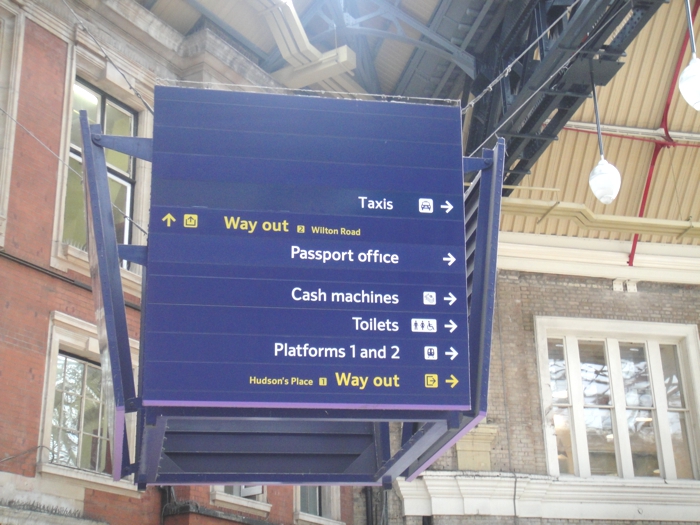 Taxis
Way out 2 Wilton Road
Passport office
Cash machines
Toilets
Platforms 1 and 2
Hudson's Place 1 Way out